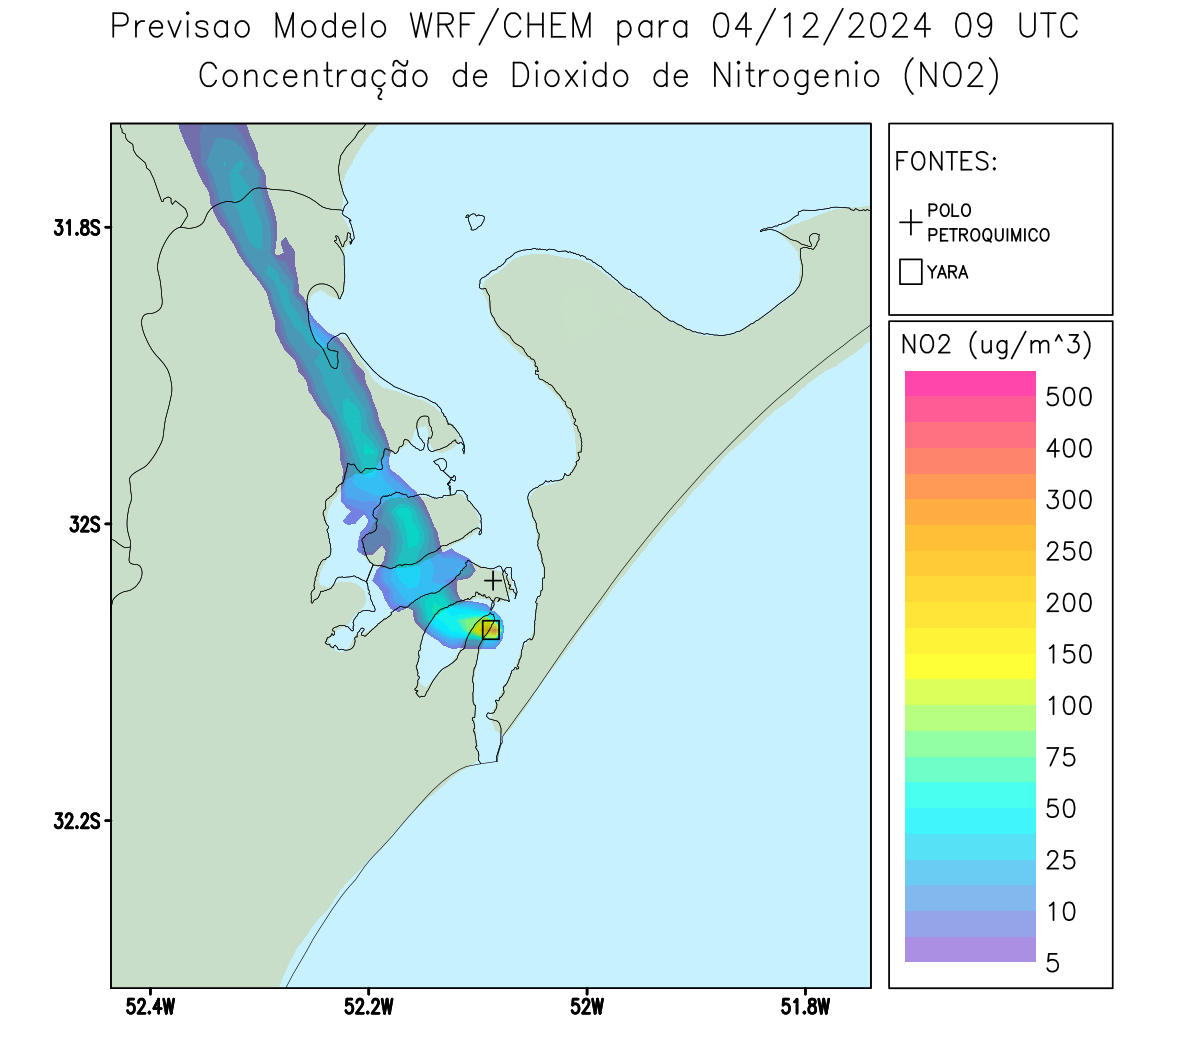 Previsao Modelo WRF/CHEM para 04/12/2024 09 UTC
Concentração de Dioxido de Nitrogenio (NO2)
FONTES:
POLO
PETROQUIMICO
YARA
NO2 (ug/m^3)
500
400
300
250
200
150
100
75
50
25
10
5
31.8S
32S
32.2S
52.4W
52.2W
52W
51.8W